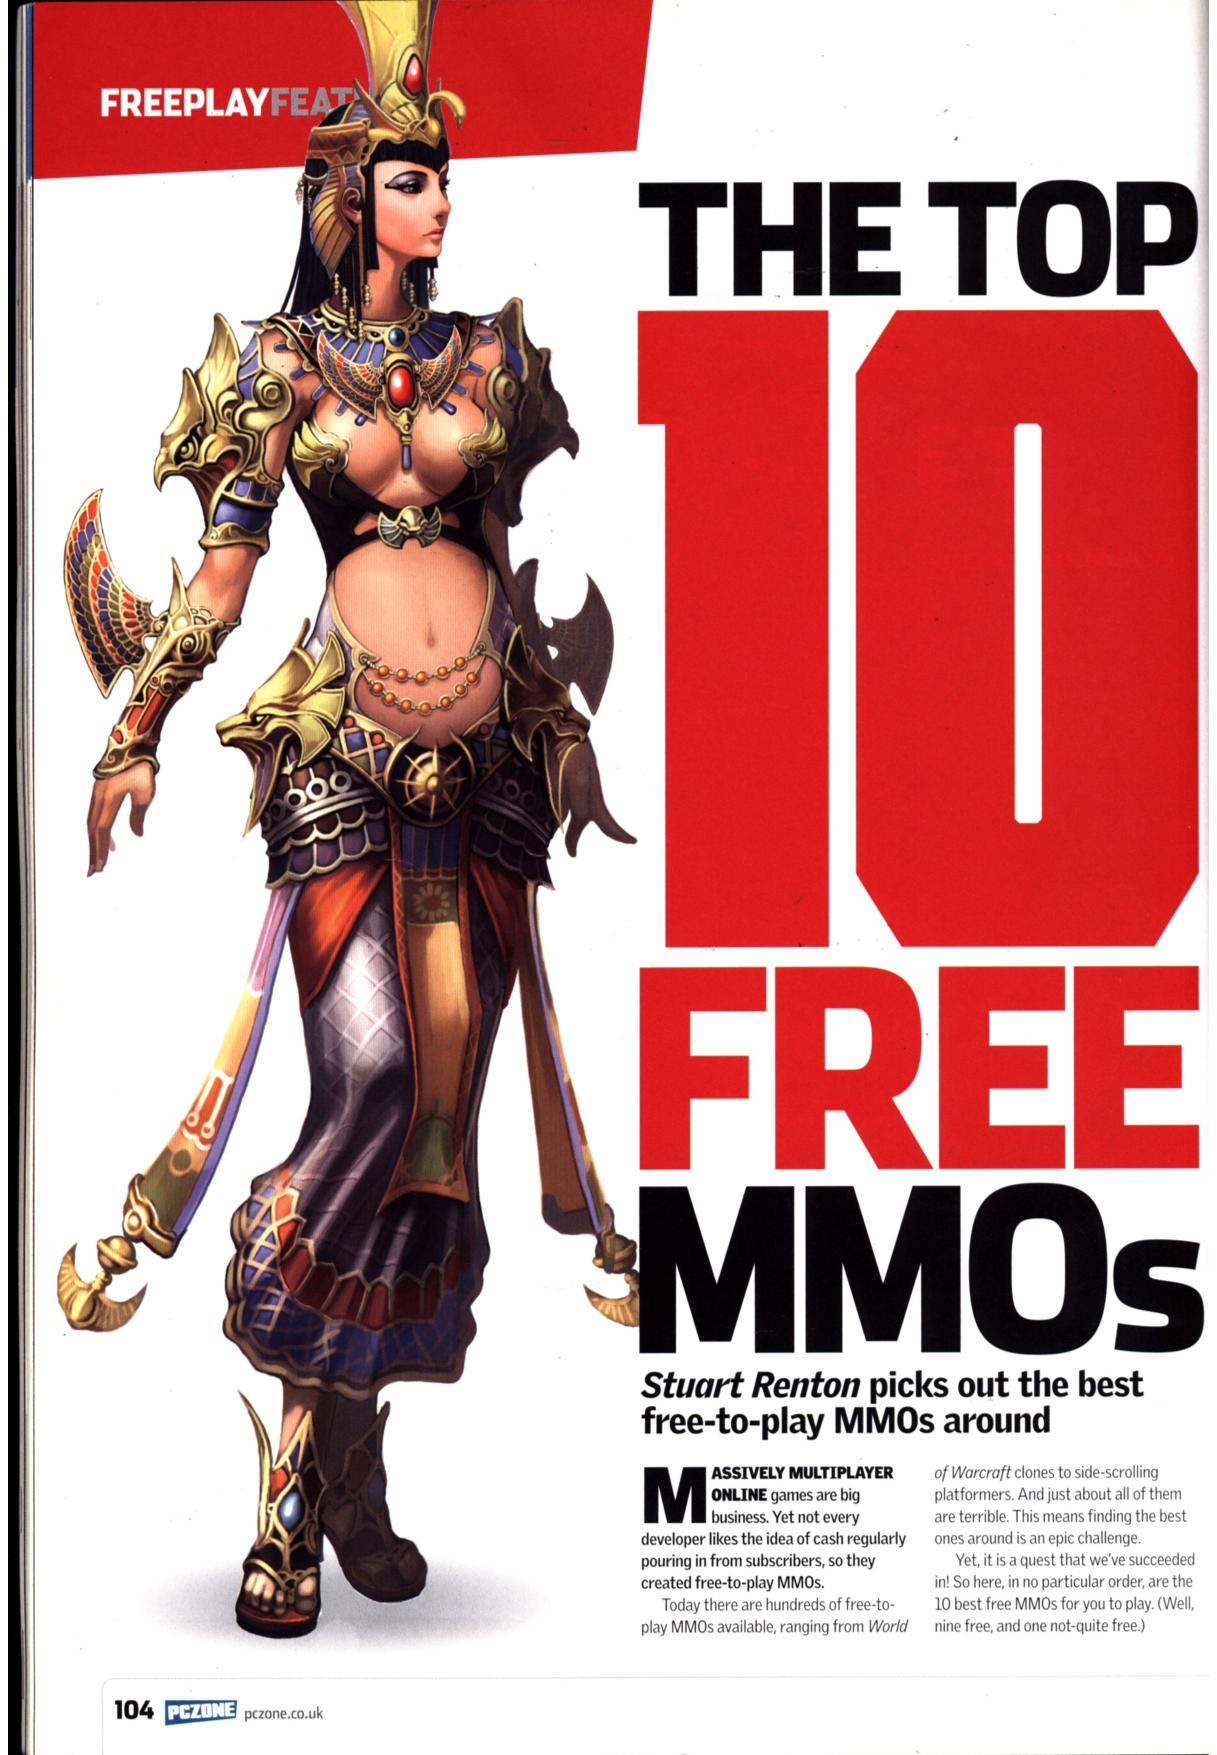 FREEPLAY
THE TOP
10
FREE
MMOs
Stuart Renton picks out the best
free-to-play MMOs around
MASSIVELY MULTIPLAYER
ONLINE games are big
business. Yet not every
developer likes the idea of cash regularly
pouring in from subscribers, so they
created free-to-play MMOs.
Today there are hundreds of free-to-
play MMOs available, ranging from World
of Warcraft clones to side-scrolling
platformers. And just about all of them
are terrible. This means finding the best
ones around is an epic challenge.
Yet, it is a quest that we've succeeded
in! So here, in no particular order, are the
10 best free MMOs for you to play. (Well,
nine free, and one not-quite free.)
104 PCZONE pczone.co.uk